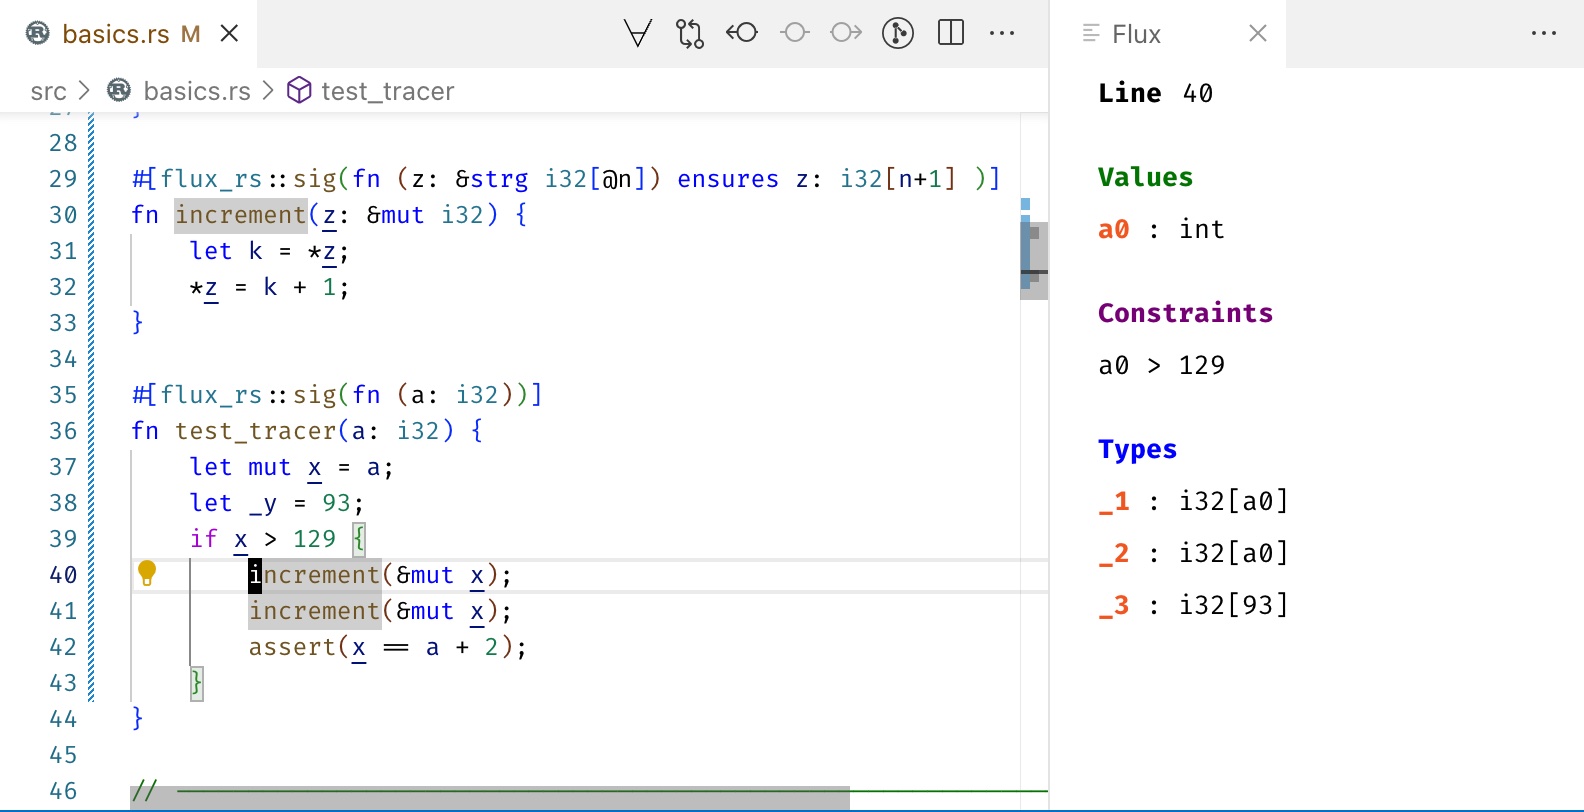 basics.rs M
src > basics.rs > test_tracer
27 }
28
29 #[flux_rs::sig(fn (z: &strg i32[@n]) ensures z: i32[n+1] )]
30 fn increment(z: &mut i32) {
31 let k = *z;
32 *z = k + 1;
33 }
34
35 #[flux_rs::sig(fn (a: i32))]
36 fn test_tracer(a: i32) {
37 let mut x = a;
38 let _y = 93;
39 if x > 129 {
40 increment(&mut x);
41 increment(&mut x);
42 assert(x == a + 2);
43 }
44 }
45
46 //
Flux
Line 40
Values
a0 : int
Constraints
a0 > 129
Types
_1 : i32[a0]
_2 : i32[a0]
_3 : i32[93]